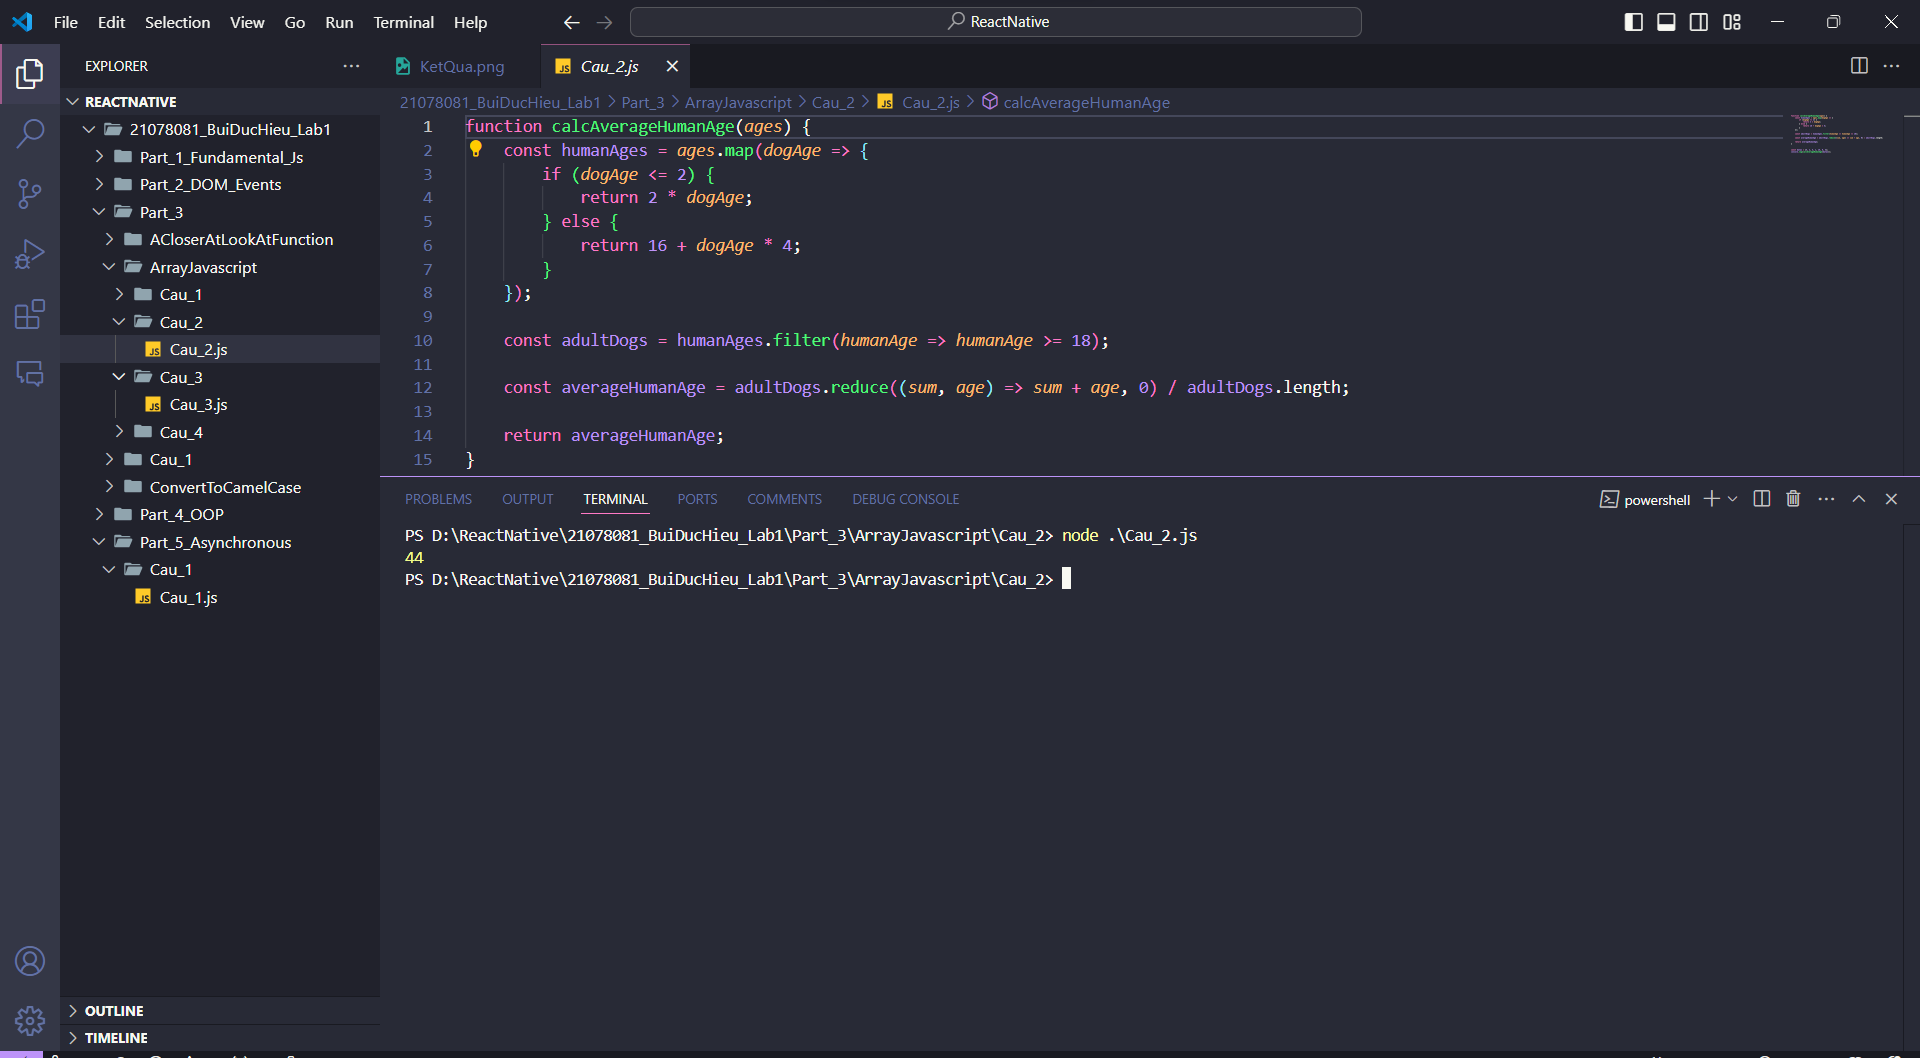 File Edit Selection View Go Run Terminal Help
ReactNative
EXPLORER
REACTNATIVE
21078081_BuiDucHieu_Lab1
Part_1_Fundamental_Js
Part_2_DOM_Events
Part_3
ACloserAtLookAtFunction
ArrayJavascript
Cau_1
Cau_2
Cau_2.js
Cau_3
Cau_3.js
Cau_4
Cau_1
ConvertToCamelCase
Part_4_OOP
Part_5_Asynchronous
Cau_1
Cau_1.js
OUTLINE
TIMELINE
KetQua.png
Cau_2.js
21078081_BuiDucHieu_Lab1 > Part_3 > ArrayJavascript > Cau_2 > Cau_2.js > calcAverageHumanAge
1 function calcAverageHumanAge(ages) {
2 const humanAges = ages.map(dogAge => {
3 if (dogAge <= 2) {
4 return 2 * dogAge;
5 } else {
6 return 16 + dogAge * 4;
7 }
8 });
9
10 const adultDogs = humanAges.filter(humanAge => humanAge >= 18);
11
12 const averageHumanAge = adultDogs.reduce((sum, age) => sum + age, 0) / adultDogs.length;
13
14 return averageHumanAge;
15 }
PROBLEMS OUTPUT TERMINAL PORTS COMMENTS DEBUG CONSOLE
powershell
PS D:\ReactNative\21078081_BuiDucHieu_Lab1\Part_3\ArrayJavascript\Cau_2> node .\Cau_2.js
44
PS D:\ReactNative\21078081_BuiDucHieu_Lab1\Part_3\ArrayJavascript\Cau_2>